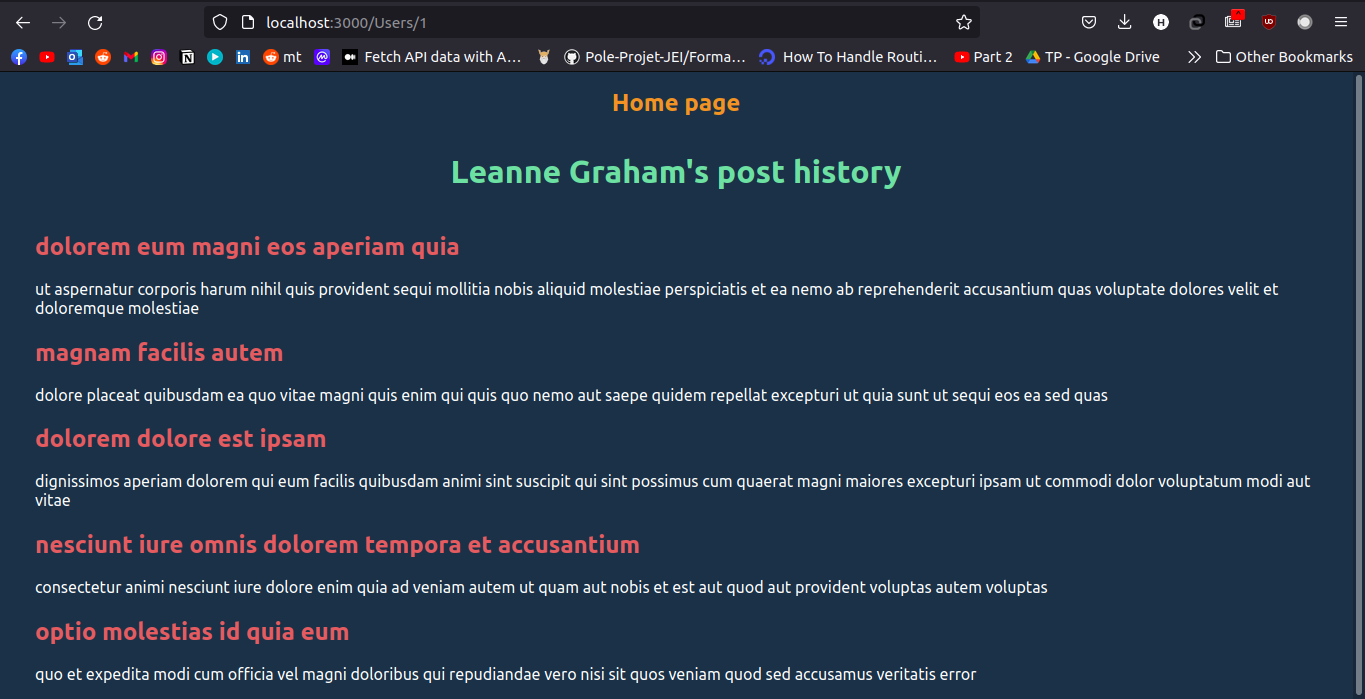 localhost:3000/Users/1
mt
Fetch API data with A…
Pole-Projet-JEI/Forma…
How To Handle Routi…
Part 2
TP - Google Drive
Other Bookmarks
Home page
Leanne Graham's post history
dolorem eum magni eos aperiam quia
ut aspernatur corporis harum nihil quis provident sequi mollitia nobis aliquid molestiae perspiciatis et ea nemo ab reprehenderit accusantium quas voluptate dolores velit et
doloremque molestiae
magnam facilis autem
dolore placeat quibusdam ea quo vitae magni quis enim qui quis quo nemo aut saepe quidem repellat excepturi ut quia sunt ut sequi eos ea sed quas
dolorem dolore est ipsam
dignissimos aperiam dolorem qui eum facilis quibusdam animi sint suscipit qui sint possimus cum quaerat magni maiores excepturi ipsam ut commodi dolor voluptatum modi aut
vitae
nesciunt iure omnis dolorem tempora et accusantium
consectetur animi nesciunt iure dolore enim quia ad veniam autem ut quam aut nobis et est aut quod aut provident voluptas autem voluptas
optio molestias id quia eum
quo et expedita modi cum officia vel magni doloribus qui repudiandae vero nisi sit quos veniam quod sed accusamus veritatis error